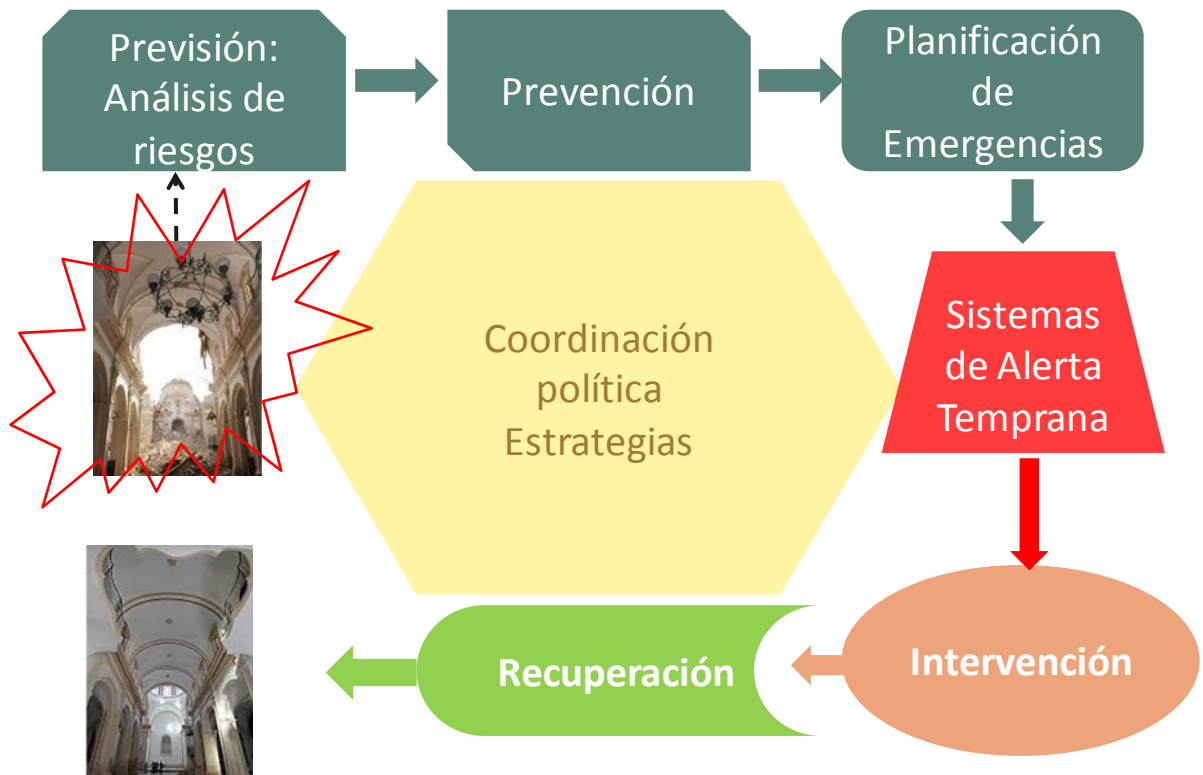 Previsión:
Análisis de
riesgos
Prevención
Planificación
de
Emergencias
Coordinación
política
Estrategias
Sistemas
de Alerta
Temprana
Recuperación
Intervención